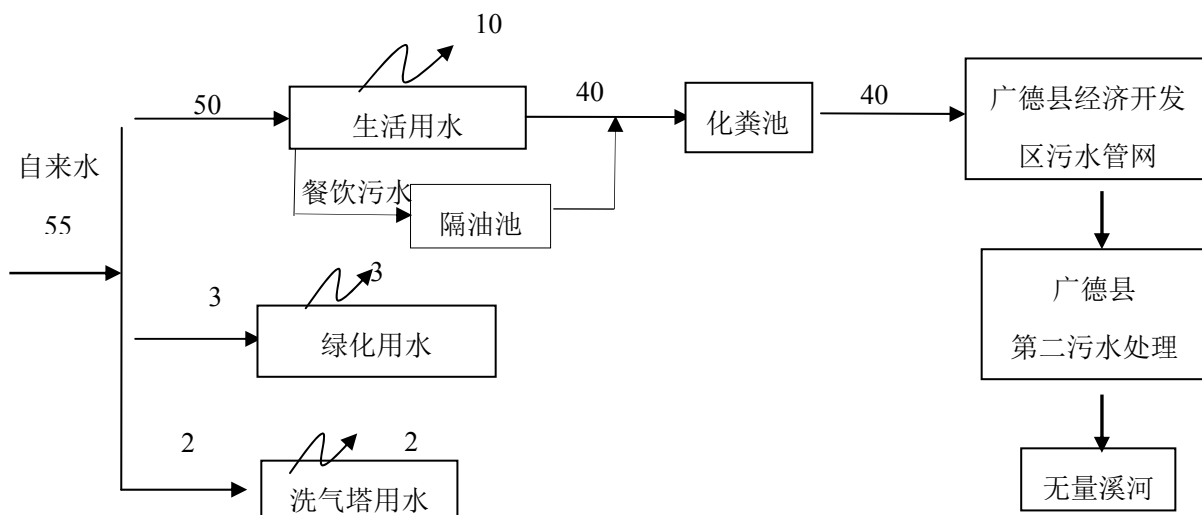 10
50
生活用水
40
化粪池
40
广德县经济开发
区污水管网
自来水
55
餐饮污水
隔油池
3
3
绿化用水
广德县
第二污水处理
2
2
洗气塔用水
无量溪河